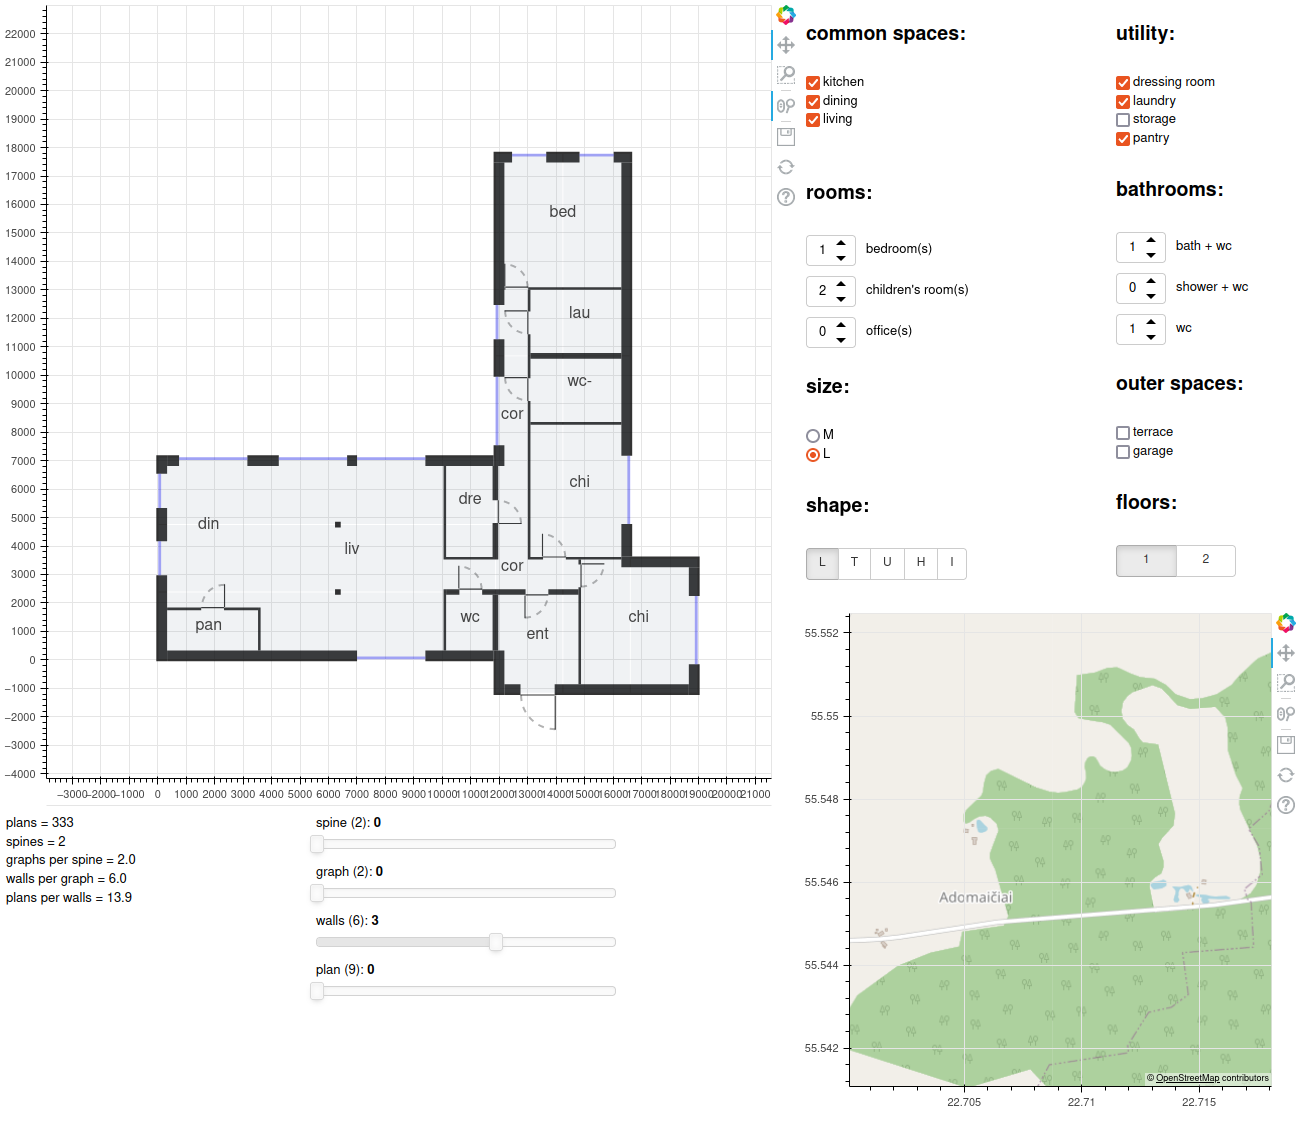 22000
21000
20000
19000
18000
17000
16000
15000
14000
13000
12000
11000
10000
9000
8000
7000
6000
5000
4000
3000
2000
1000
0
−1000
−2000
−3000
−4000
−3000 −2000 −1000 0 1000 2000 3000 4000 5000 6000 7000 8000 9000 10000 11000 12000 13000 14000 15000 16000 17000 18000 19000 20000 21000
bed
lau
wc-
cor
chi
dre
din
liv
cor
pan
wc
ent
chi
plans = 333
spines = 2
graphs per spine = 2.0
walls per graph = 6.0
plans per walls = 13.9
spine (2): 0
graph (2): 0
walls (6): 3
plan (9): 0
common spaces:
kitchen
dining
living
utility:
dressing room
laundry
storage
pantry
rooms:
1 bedroom(s)
2 children's room(s)
0 office(s)
bathrooms:
1 bath + wc
0 shower + wc
1 wc
size:
M
L
outer spaces:
terrace
garage
shape:
L T U H I
floors:
1 2
55.552
55.55
55.548
55.546
55.544
55.542
Adomaičiai
© OpenStreetMap contributors
22.705 22.71 22.715